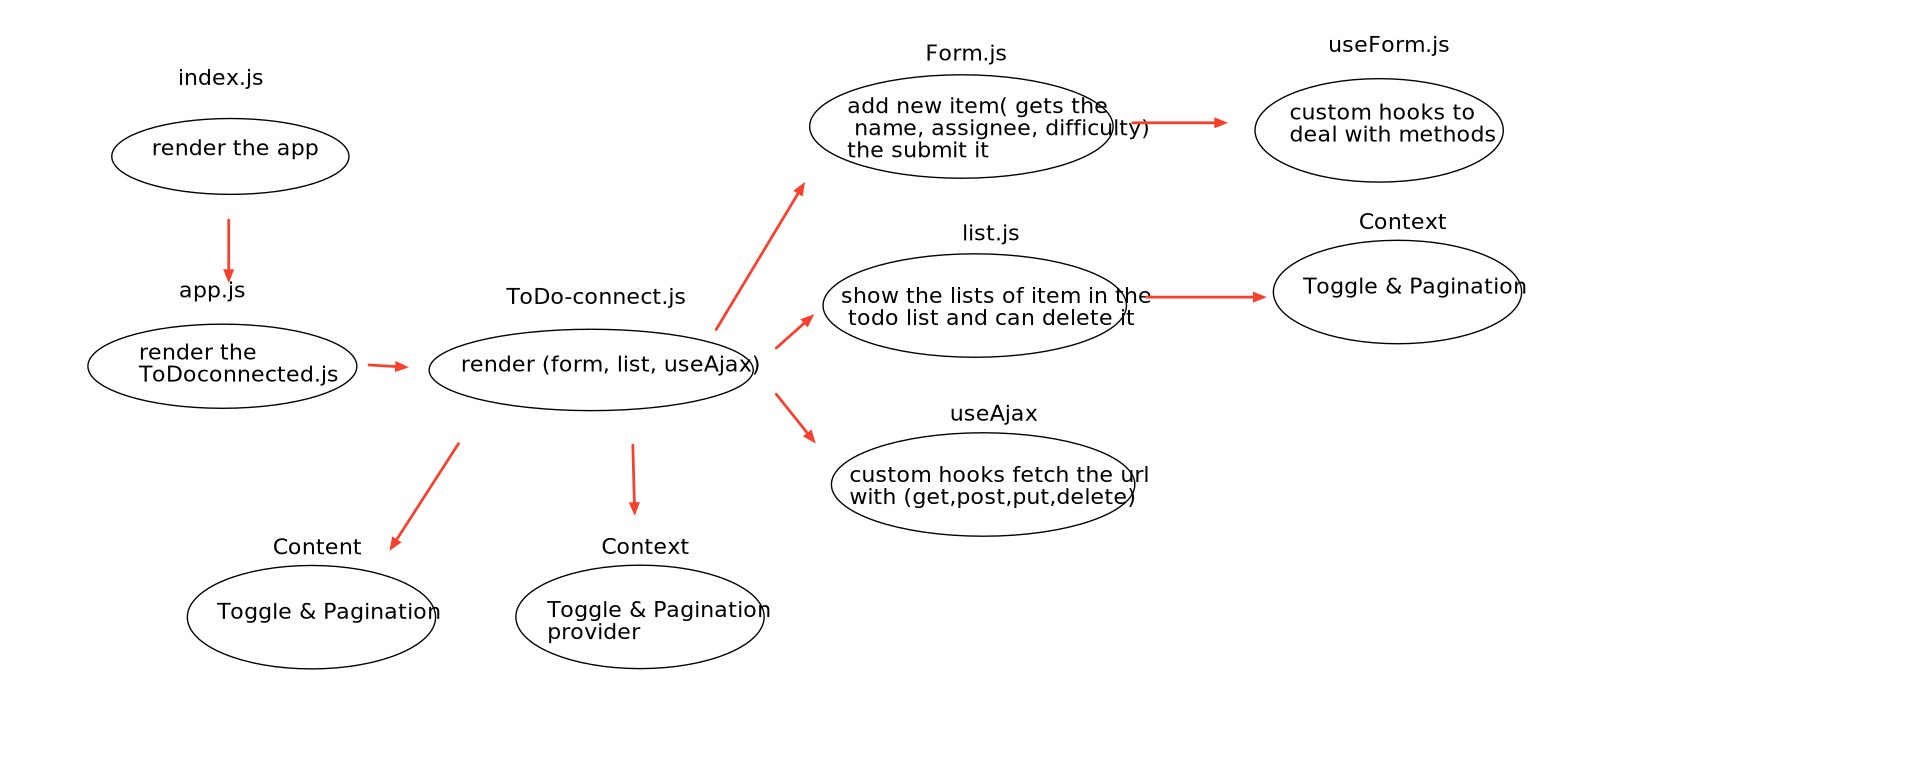 index.js
render the app
app.js
render the
ToDoconnected.js
ToDo-connect.js
render (form, list, useAjax)
Form.js
add new item( gets the
name, assignee, difficulty)
the submit it
useForm.js
custom hooks to
deal with methods
list.js
show the lists of item in the
todo list and can delete it
Context
Toggle & Pagination
useAjax
custom hooks fetch the url
with (get,post,put,delete)
Content
Toggle & Pagination
Context
Toggle & Pagination
provider